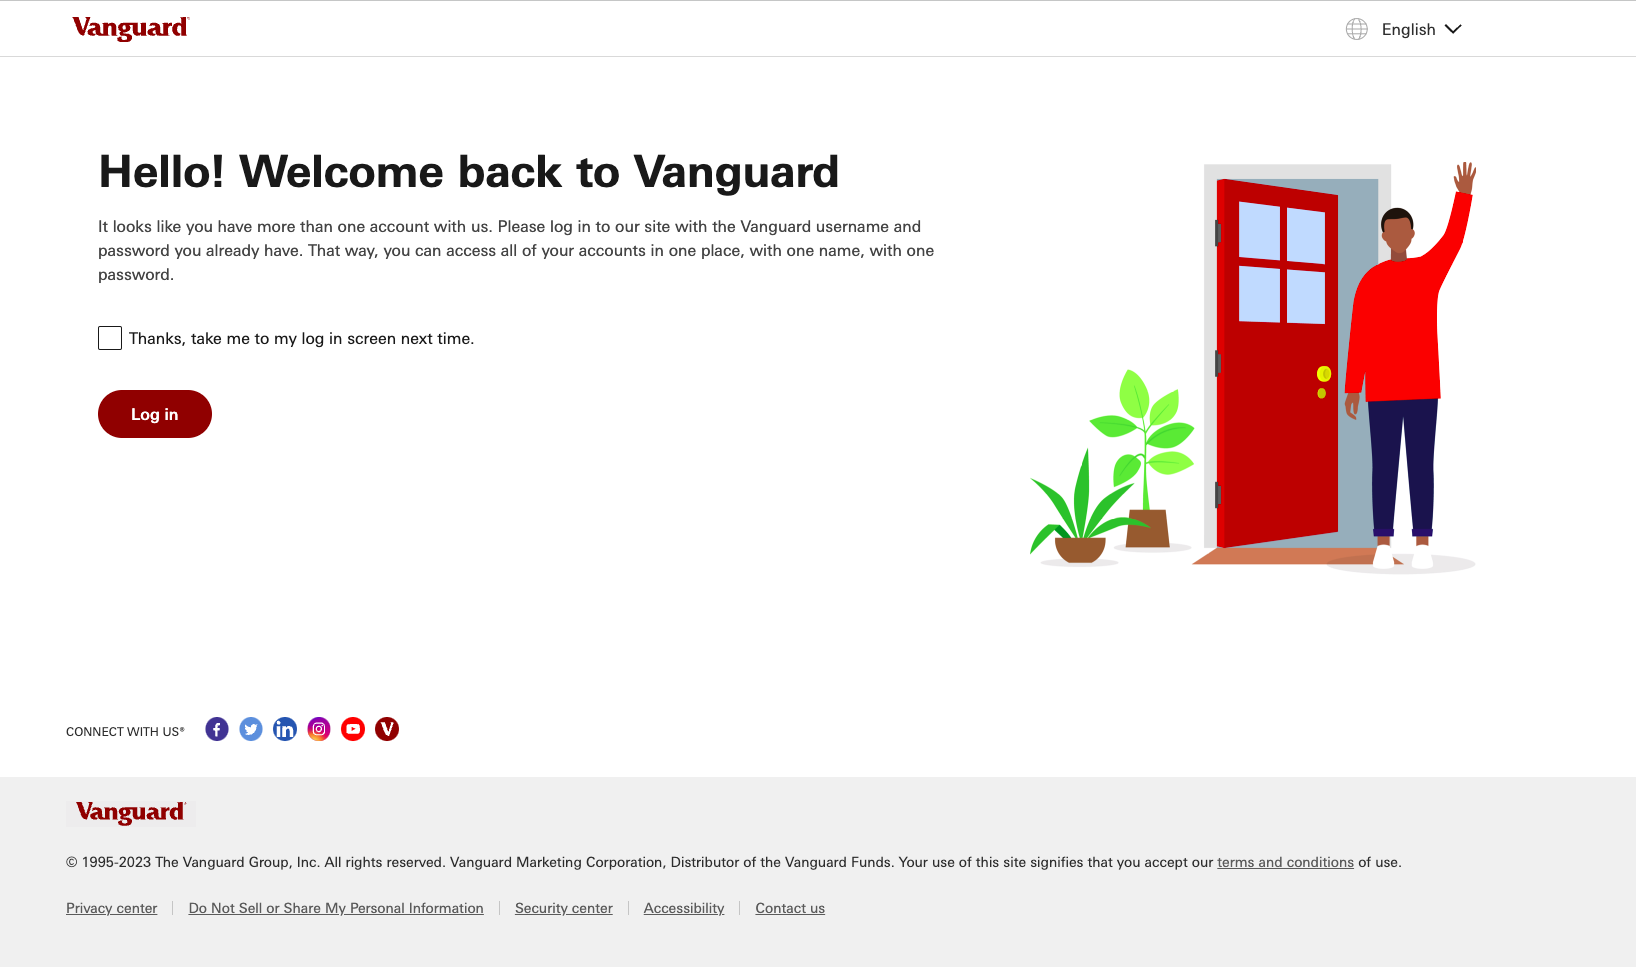 Vanguard
English
Hello! Welcome back to Vanguard
It looks like you have more than one account with us. Please log in to our site with the Vanguard username and
password you already have. That way, you can access all of your accounts in one place, with one name, with one
password.
Thanks, take me to my log in screen next time.
Log in
CONNECT WITH US®
Vanguard
© 1995-2023 The Vanguard Group, Inc. All rights reserved. Vanguard Marketing Corporation, Distributor of the Vanguard Funds. Your use of this site signifies that you accept our terms and conditions of use.
Privacy center Do Not Sell or Share My Personal Information Security center Accessibility Contact us